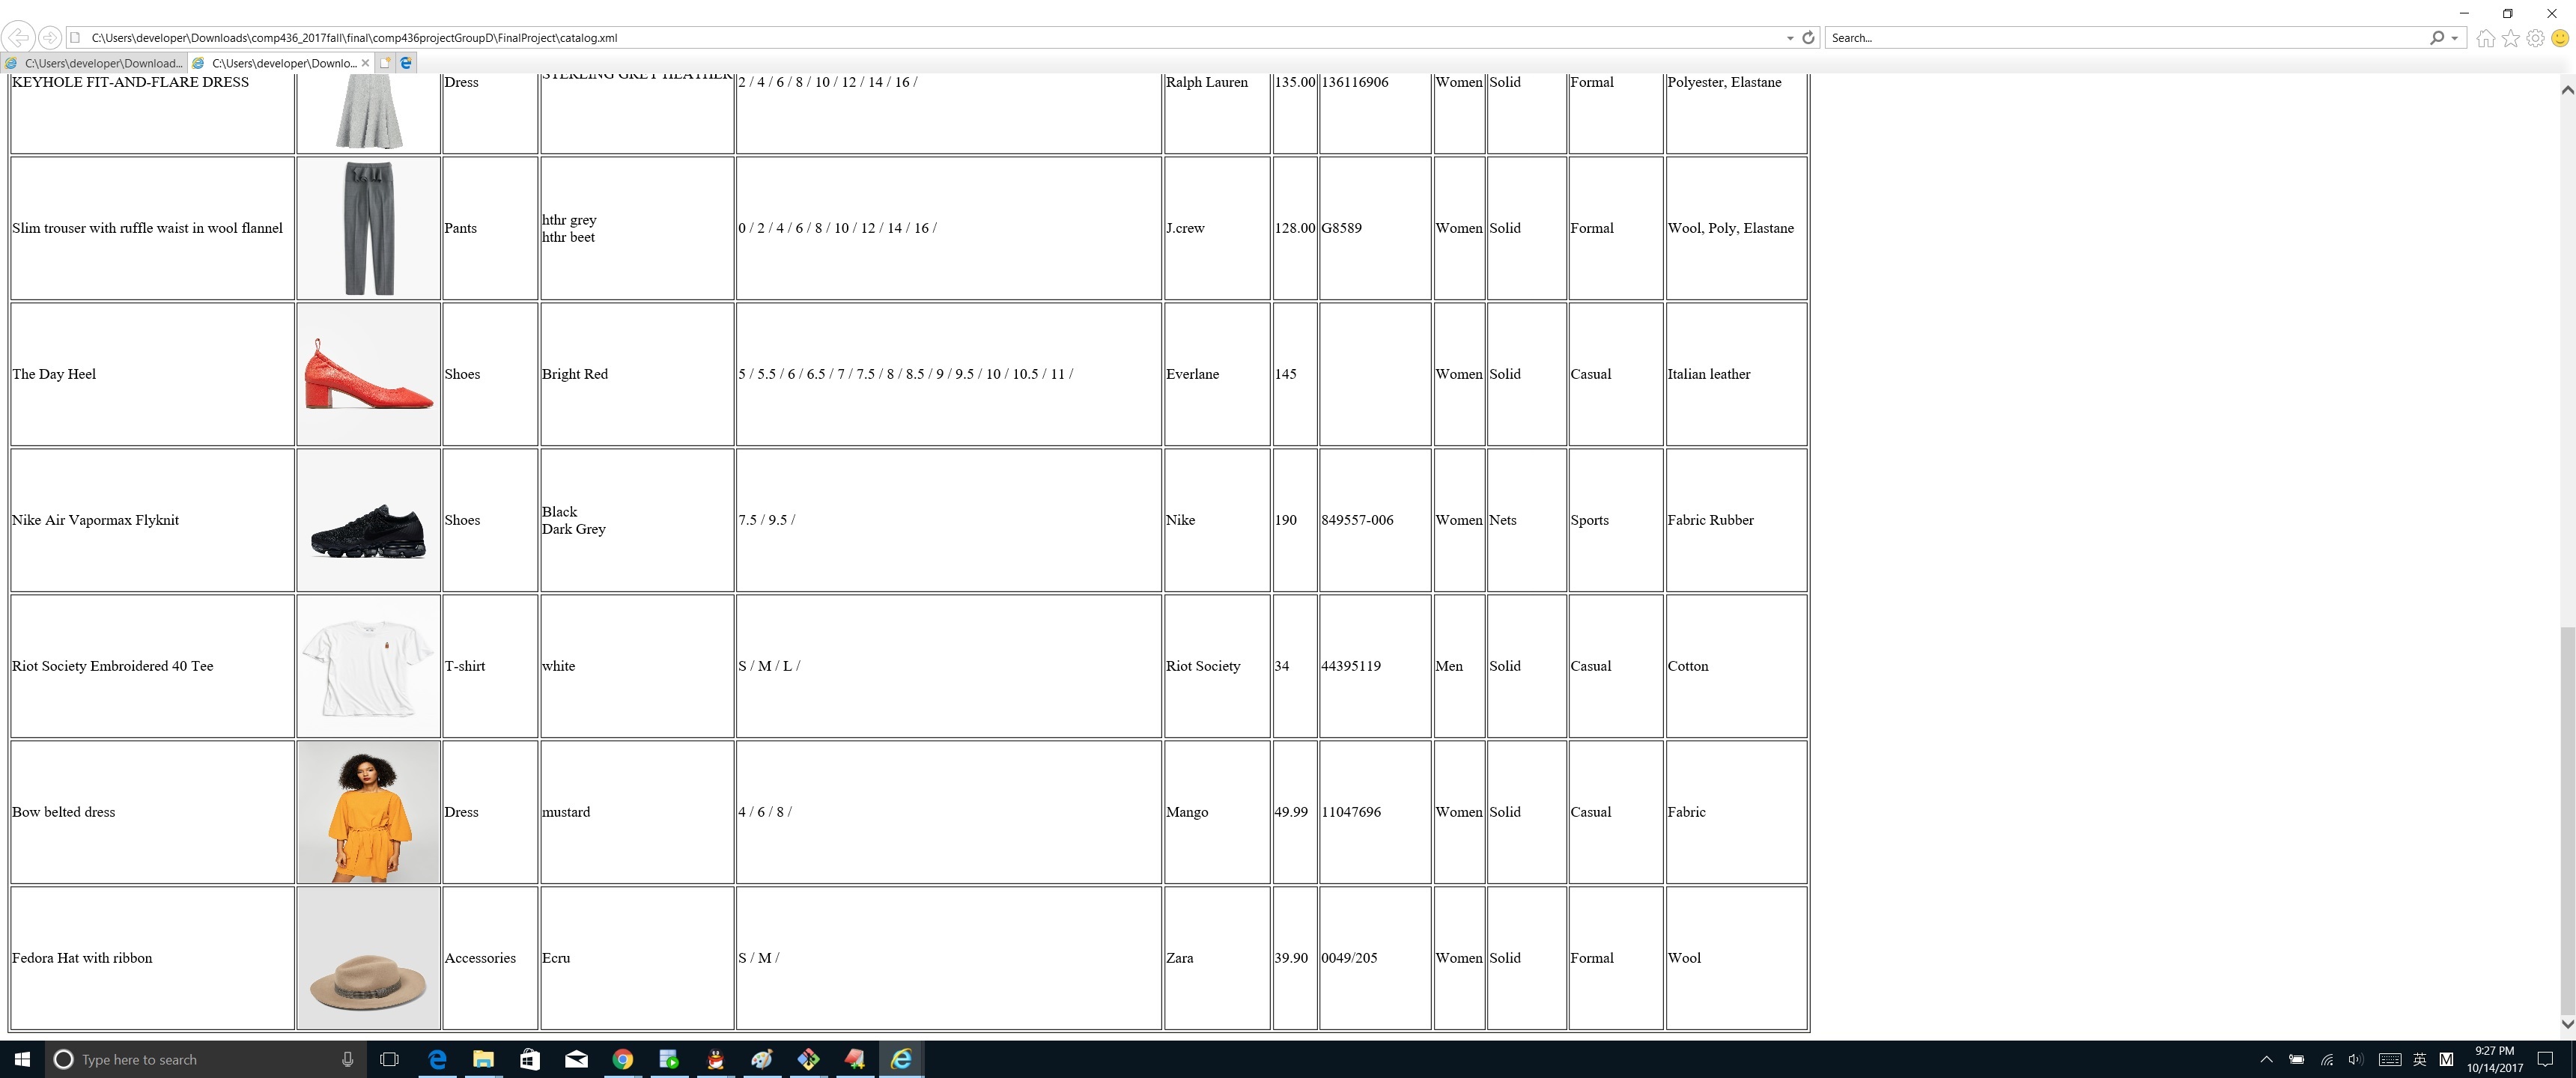 C:\Users\developer\Downloads\comp436_2017fall\final\comp436projectGroupD\FinalProject\catalog.xml
Search...
C:\Users\developer\Download...
C:\Users\developer\Downlo...
KEYHOLE FIT-AND-FLARE DRESS
Dress
STERLING GREY HEATHER
2 / 4 / 6 / 8 / 10 / 12 / 14 / 16 /
Ralph Lauren
135.00
136116906
Women
Solid
Formal
Polyester, Elastane
Slim trouser with ruffle waist in wool flannel
Pants
hthr grey
hthr beet
0 / 2 / 4 / 6 / 8 / 10 / 12 / 14 / 16 /
J.crew
128.00
G8589
Women
Solid
Formal
Wool, Poly, Elastane
The Day Heel
Shoes
Bright Red
5 / 5.5 / 6 / 6.5 / 7 / 7.5 / 8 / 8.5 / 9 / 9.5 / 10 / 10.5 / 11 /
Everlane
145
Women
Solid
Casual
Italian leather
Nike Air Vapormax Flyknit
Shoes
Black
Dark Grey
7.5 / 9.5 /
Nike
190
849557-006
Women
Nets
Sports
Fabric Rubber
Riot Society Embroidered 40 Tee
T-shirt
white
S / M / L /
Riot Society
34
44395119
Men
Solid
Casual
Cotton
Bow belted dress
Dress
mustard
4 / 6 / 8 /
Mango
49.99
11047696
Women
Solid
Casual
Fabric
Fedora Hat with ribbon
Accessories
Ecru
S / M /
Zara
39.90
0049/205
Women
Solid
Formal
Wool
Type here to search
英
M
9:27 PM
10/14/2017